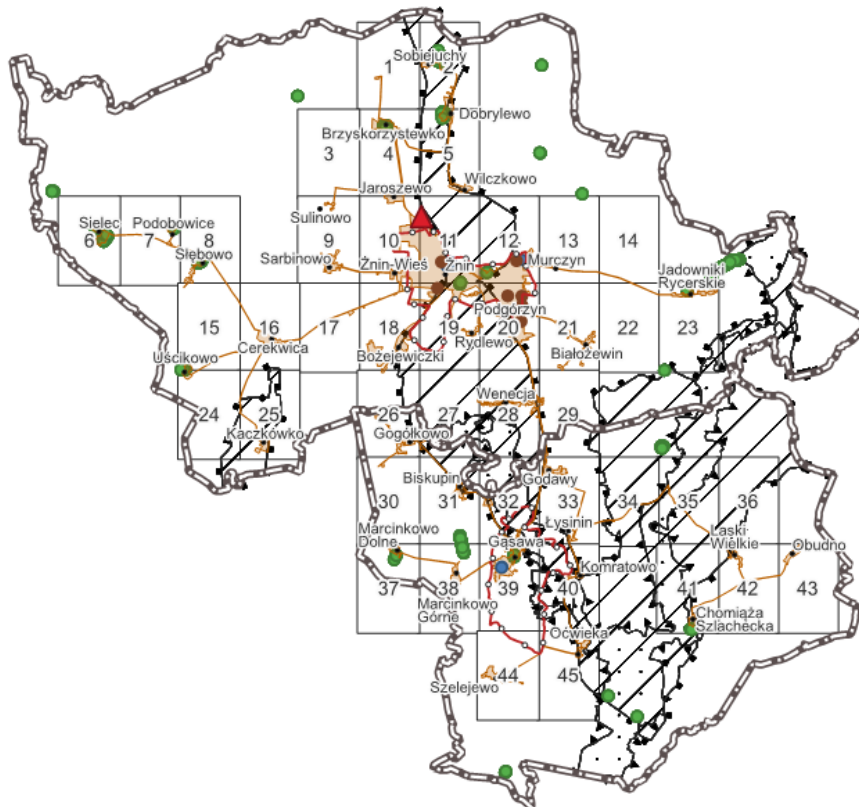 Sobiejuchy
1
2
Dobrylewo
Brzyskorzystewko
3
4
5
Wilczkowo
Jaroszewo
Sulinowo
Sielec
Podobowice
6
7
8
Słębowo
9
Sarbinowo
10
11
12
13
14
Żnin-Wieś
Żnin
Murczyn
Jadowniki
Rycerskie
Podgórzyn
15
16
17
18
19
20
21
22
23
Cerekwica
Rydlewo
Białożewin
Bożejewiczki
Uścikowo
Wenecja
24
25
26
27
28
29
Kaczkówko
Gogółkowo
Biskupin
Godawy
30
31
32
33
34
35
36
Łysinin
Marcinkowo
Dolne
Gąsawa
Laski
Wielkie
Obudno
Komratowo
37
38
39
40
41
42
43
Marcinkowo
Górne
Chomiąża
Szlachecka
Oćwieka
44
45
Szelejewo